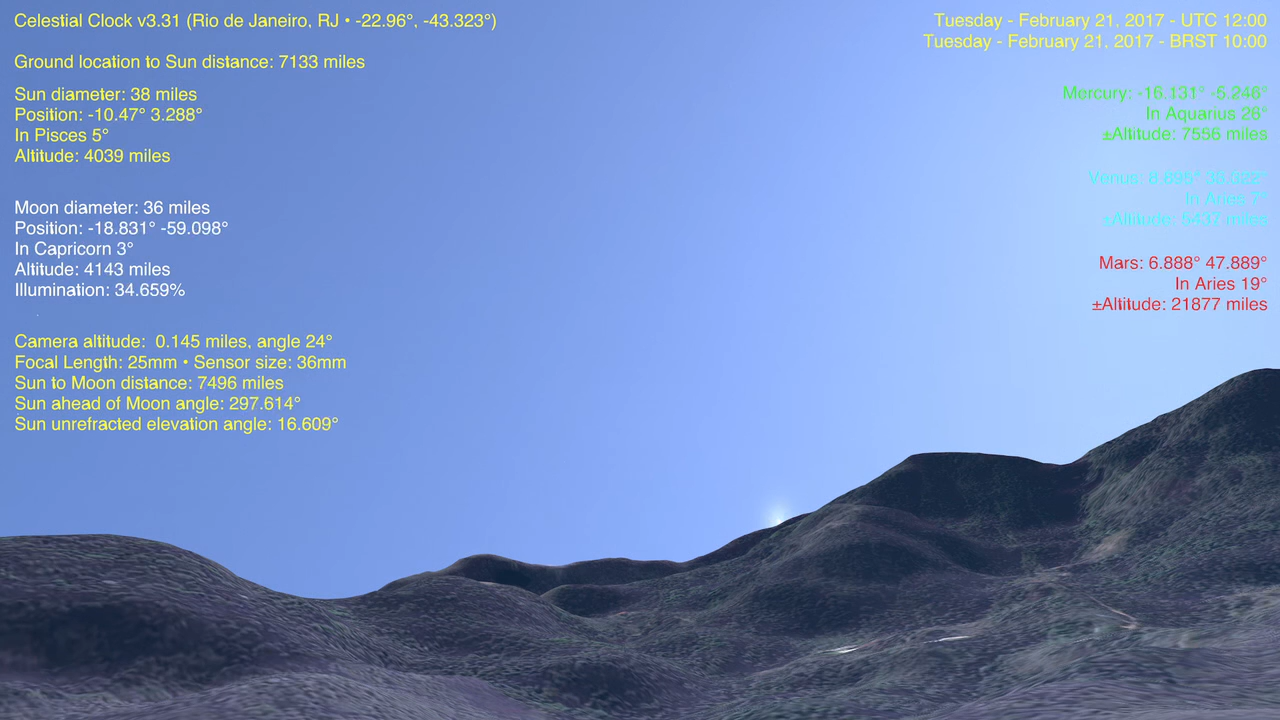 Celestial Clock v3.31 (Rio de Janeiro, RJ • -22.96°, -43.323°)
Ground location to Sun distance: 7133 miles
Sun diameter: 38 miles
Position: -10.47° 3.288°
In Pisces 5°
Altitude: 4039 miles
Moon diameter: 36 miles
Position: -18.831° -59.098°
In Capricorn 3°
Altitude: 4143 miles
Illumination: 34.659%
Camera altitude:  0.145 miles, angle 24°
Focal Length: 25mm • Sensor size: 36mm
Sun to Moon distance: 7496 miles
Sun ahead of Moon angle: 297.614°
Sun unrefracted elevation angle: 16.609°
Tuesday - February 21, 2017 - UTC 12:00
Tuesday - February 21, 2017 - BRST 10:00
Mercury: -16.131° -5.246°
In Aquarius 26°
±Altitude: 7556 miles
Venus: 8.695°
In Aries 7°
±Altitude: 5437 miles
Mars: 6.888° 47.889°
In Aries 19°
±Altitude: 21877 miles